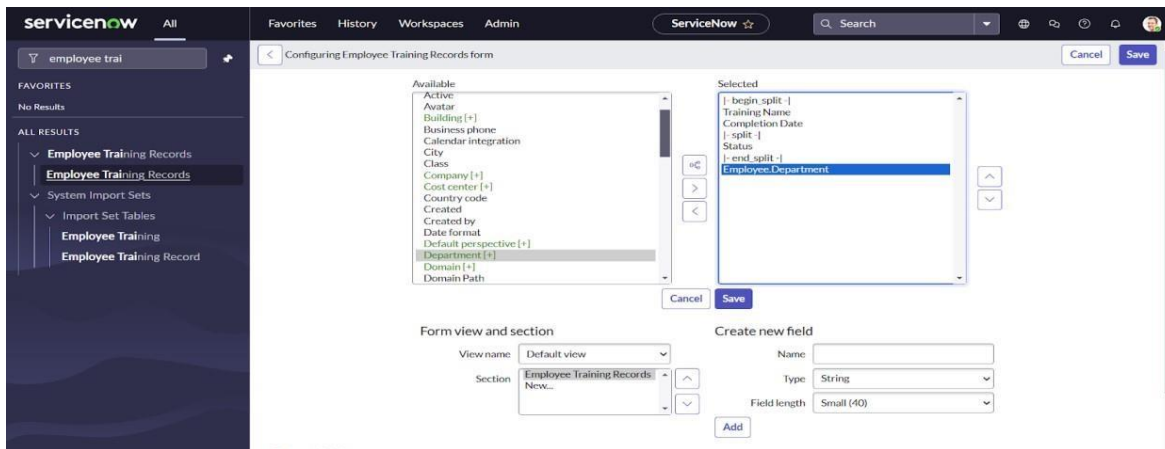 servicenow All Favorites History Workspaces Admin ServiceNow ☆ Search
employee trai
FAVORITES
No Results
ALL RESULTS
Employee Training Records
Employee Training Records
System Import Sets
Import Set Tables
Employee Training
Employee Training Record
Configuring Employee Training Records form Cancel Save
Available
Active
Avatar
Building [+]
Business phone
Calendar integration
City
Class
Company [+]
Cost center [+]
Country code
Created
Created by
Date format
Default perspective [+]
Department [+]
Domain [+]
Domain Path
Selected
|- begin_split -|
Training Name
Completion Date
|- split -|
Status
|- end_split -|
Employee.Department
Cancel Save
Form view and section
View name Default view
Section Employee Training Records
New...
Create new field
Name
Type String
Field length Small (40)
Add